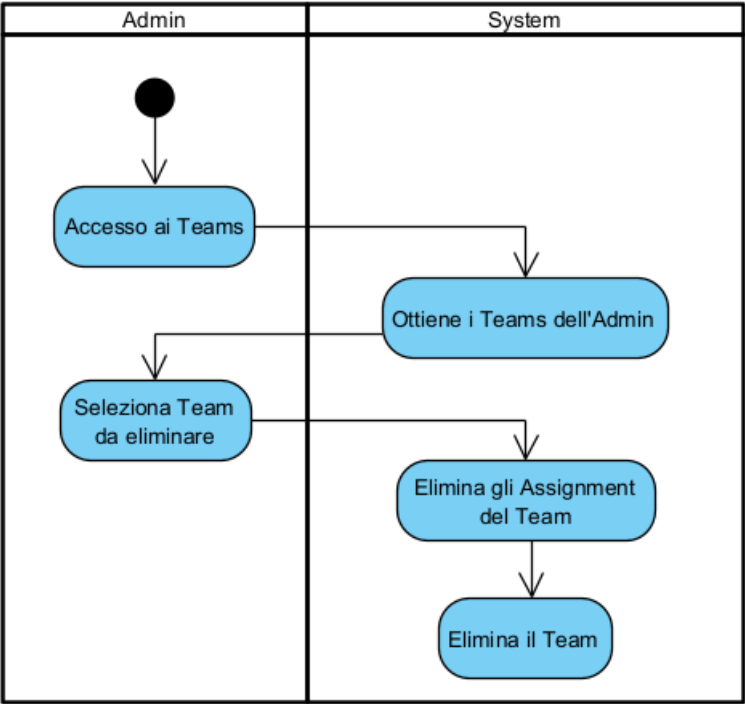 Admin
System
Accesso ai Teams
Ottiene i Teams dell'Admin
Seleziona Team
da eliminare
Elimina gli Assignment
del Team
Elimina il Team